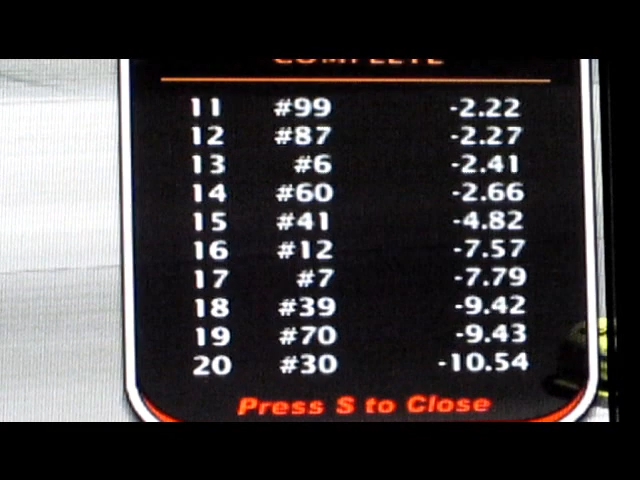 COMPLETE
11 #99 -2.22
12 #87 -2.27
13 #6 -2.41
14 #60 -2.66
15 #41 -4.82
16 #12 -7.57
17 #7 -7.79
18 #39 -9.42
19 #70 -9.43
20 #30 -10.54
Press S to Close